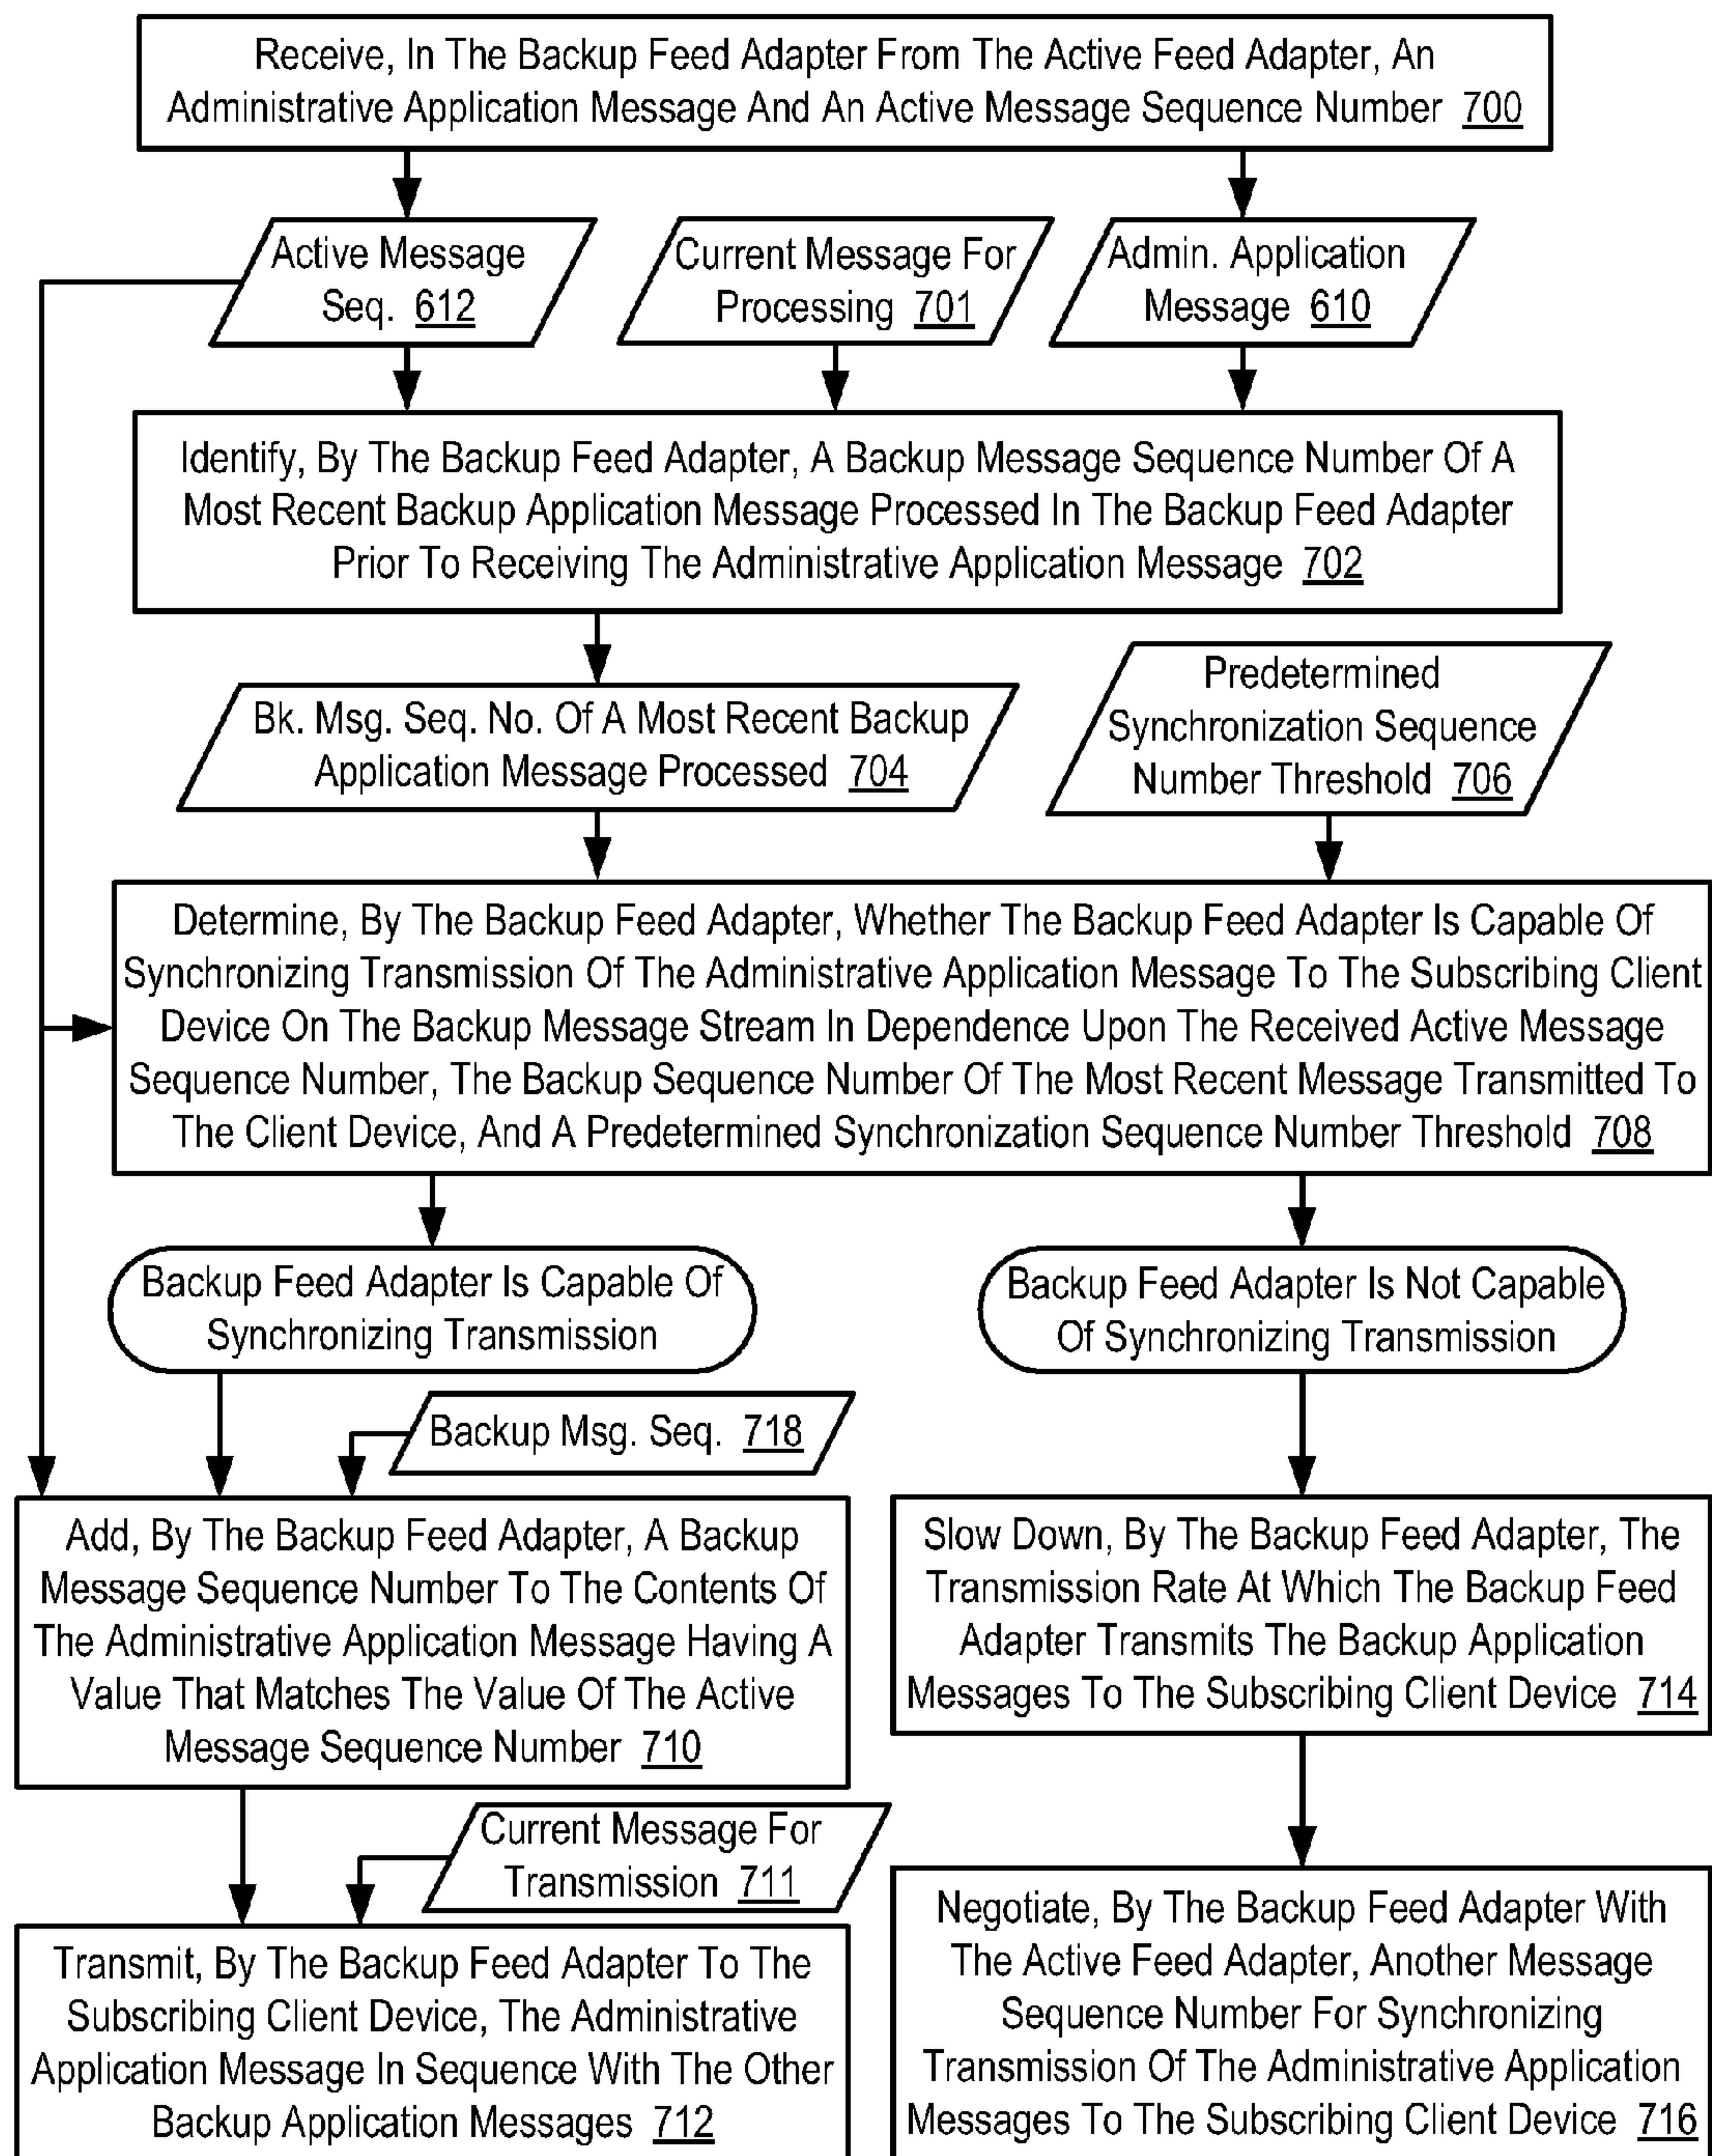 Receive, In The Backup Feed Adapter From The Active Feed Adapter, An
Administrative Application Message And An Active Message Sequence Number 700
Active Message
Seq. 612
Current Message For
Processing 701
Admin. Application
Message 610
Identify, By The Backup Feed Adapter, A Backup Message Sequence Number Of A
Most Recent Backup Application Message Processed In The Backup Feed Adapter
Prior To Receiving The Administrative Application Message 702
Bk. Msg. Seq. No. Of A Most Recent Backup
Application Message Processed 704
Predetermined
Synchronization Sequence
Number Threshold 706
Determine, By The Backup Feed Adapter, Whether The Backup Feed Adapter Is Capable Of
Synchronizing Transmission Of The Administrative Application Message To The Subscribing Client
Device On The Backup Message Stream In Dependence Upon The Received Active Message
Sequence Number, The Backup Sequence Number Of The Most Recent Message Transmitted To
The Client Device, And A Predetermined Synchronization Sequence Number Threshold 708
Backup Feed Adapter Is Capable Of
Synchronizing Transmission
Backup Feed Adapter Is Not Capable
Of Synchronizing Transmission
Backup Msg. Seq. 718
Add, By The Backup Feed Adapter, A Backup
Message Sequence Number To The Contents Of
The Administrative Application Message Having A
Value That Matches The Value Of The Active
Message Sequence Number 710
Slow Down, By The Backup Feed Adapter, The
Transmission Rate At Which The Backup Feed
Adapter Transmits The Backup Application
Messages To The Subscribing Client Device 714
Current Message For
Transmission 711
Transmit, By The Backup Feed Adapter To The
Subscribing Client Device, The Administrative
Application Message In Sequence With The Other
Backup Application Messages 712
Negotiate, By The Backup Feed Adapter With
The Active Feed Adapter, Another Message
Sequence Number For Synchronizing
Transmission Of The Administrative Application
Messages To The Subscribing Client Device 716